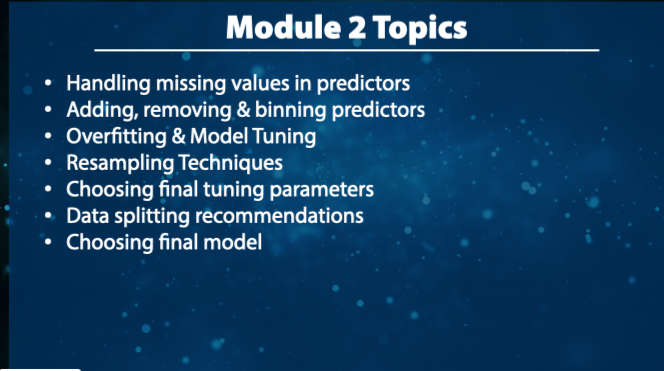 Module 2 Topics
• Handling missing values in predictors
• Adding, removing & binning predictors
• Overfitting & Model Tuning
• Resampling Techniques
• Choosing final tuning parameters
• Data splitting recommendations
• Choosing final model